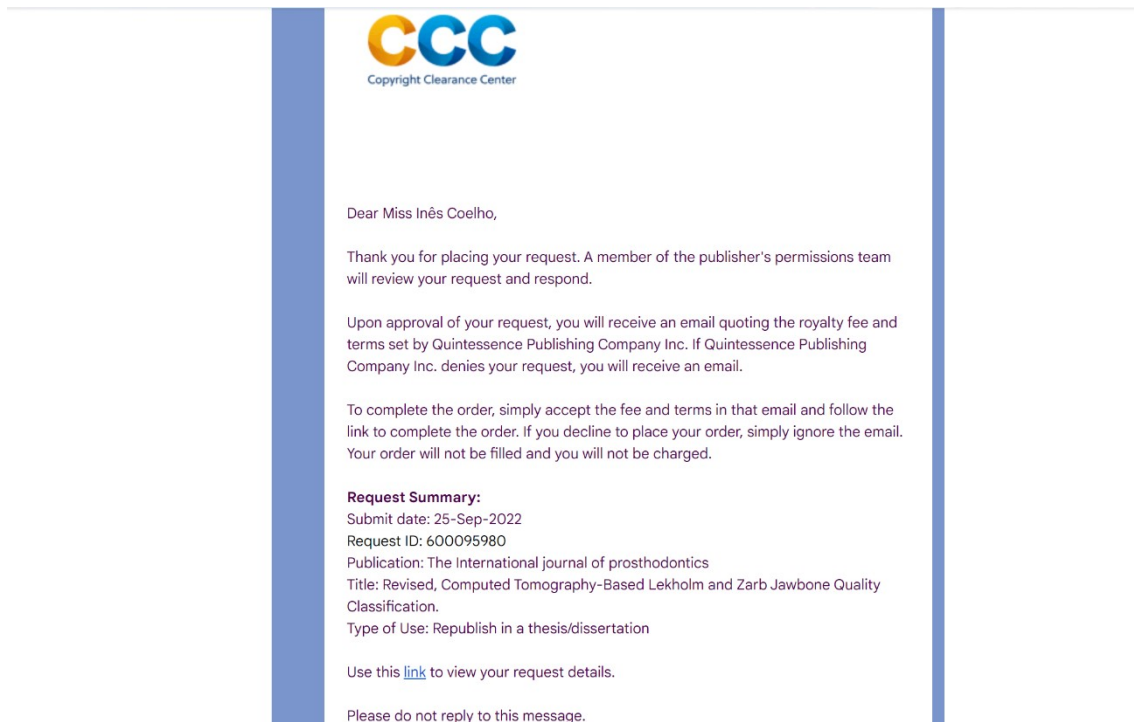 CCC
Copyright Clearance Center
Dear Miss Inês Coelho,
Thank you for placing your request. A member of the publisher's permissions team
will review your request and respond.
Upon approval of your request, you will receive an email quoting the royalty fee and
terms set by Quintessence Publishing Company Inc. If Quintessence Publishing
Company Inc. denies your request, you will receive an email.
To complete the order, simply accept the fee and terms in that email and follow the
link to complete the order. If you decline to place your order, simply ignore the email.
Your order will not be filled and you will not be charged.
Request Summary:
Submit date: 25-Sep-2022
Request ID: 600095980
Publication: The International journal of prosthodontics
Title: Revised, Computed Tomography-Based Lekholm and Zarb Jawbone Quality
Classification.
Type of Use: Republish in a thesis/dissertation
Use this link to view your request details.
Please do not reply to this message.